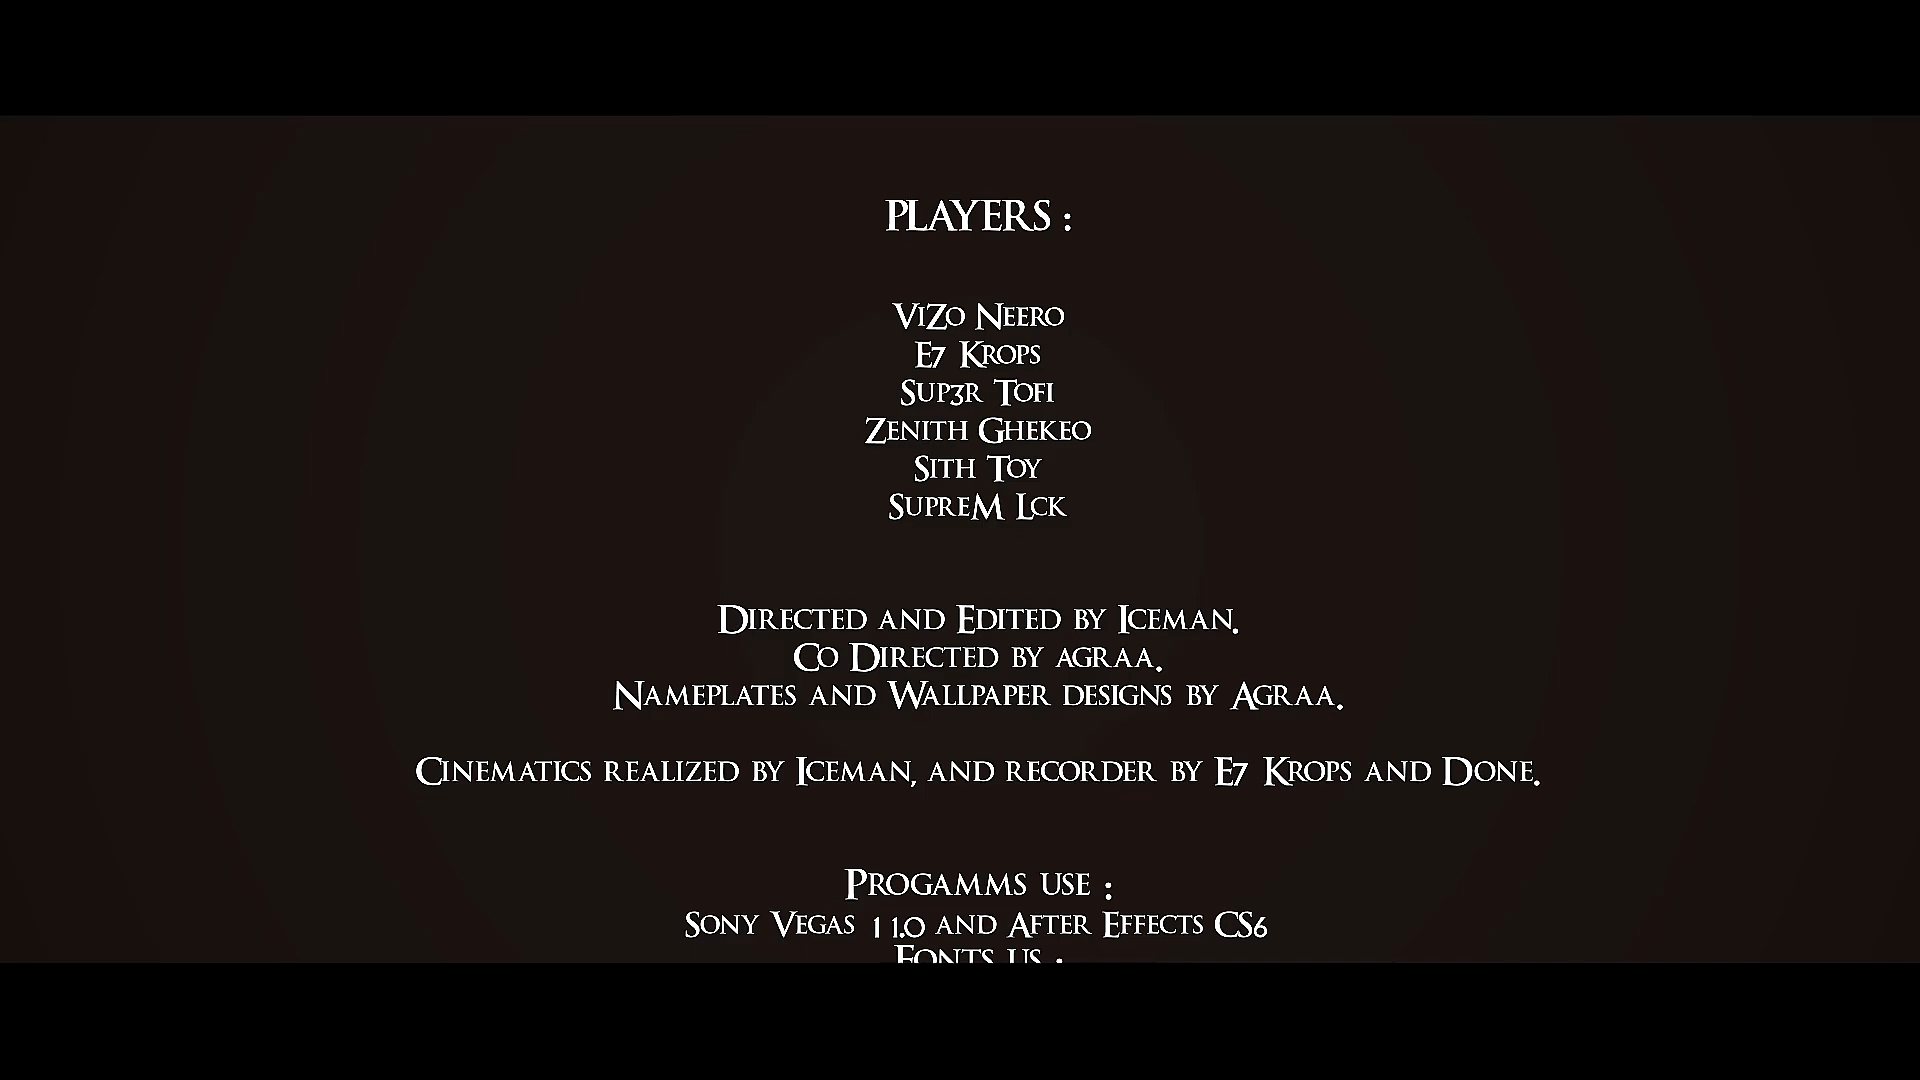 PLAYERS :
ViZo Neero
E7 Krops
Sup3r Tofi
Zenith Ghekeo
Sith Toy
SupreM Lck
Directed and Edited by Iceman.
Co Directed by agraa.
Nameplates and Wallpaper designs by Agraa.
Cinematics realized by Iceman, and recorder by E7 Krops and Done.
Progamms use :
Sony Vegas 11.0 and After Effects CS6
Fonts us :